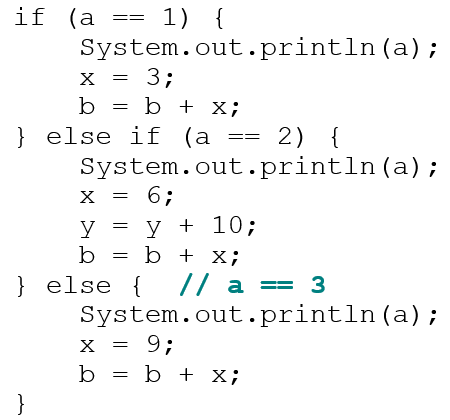 if (a == 1) {
    System.out.println(a);
    x = 3;
    b = b + x;
} else if (a == 2) {
    System.out.println(a);
    x = 6;
    y = y + 10;
    b = b + x;
} else {  // a == 3
    System.out.println(a);
    x = 9;
    b = b + x;
}